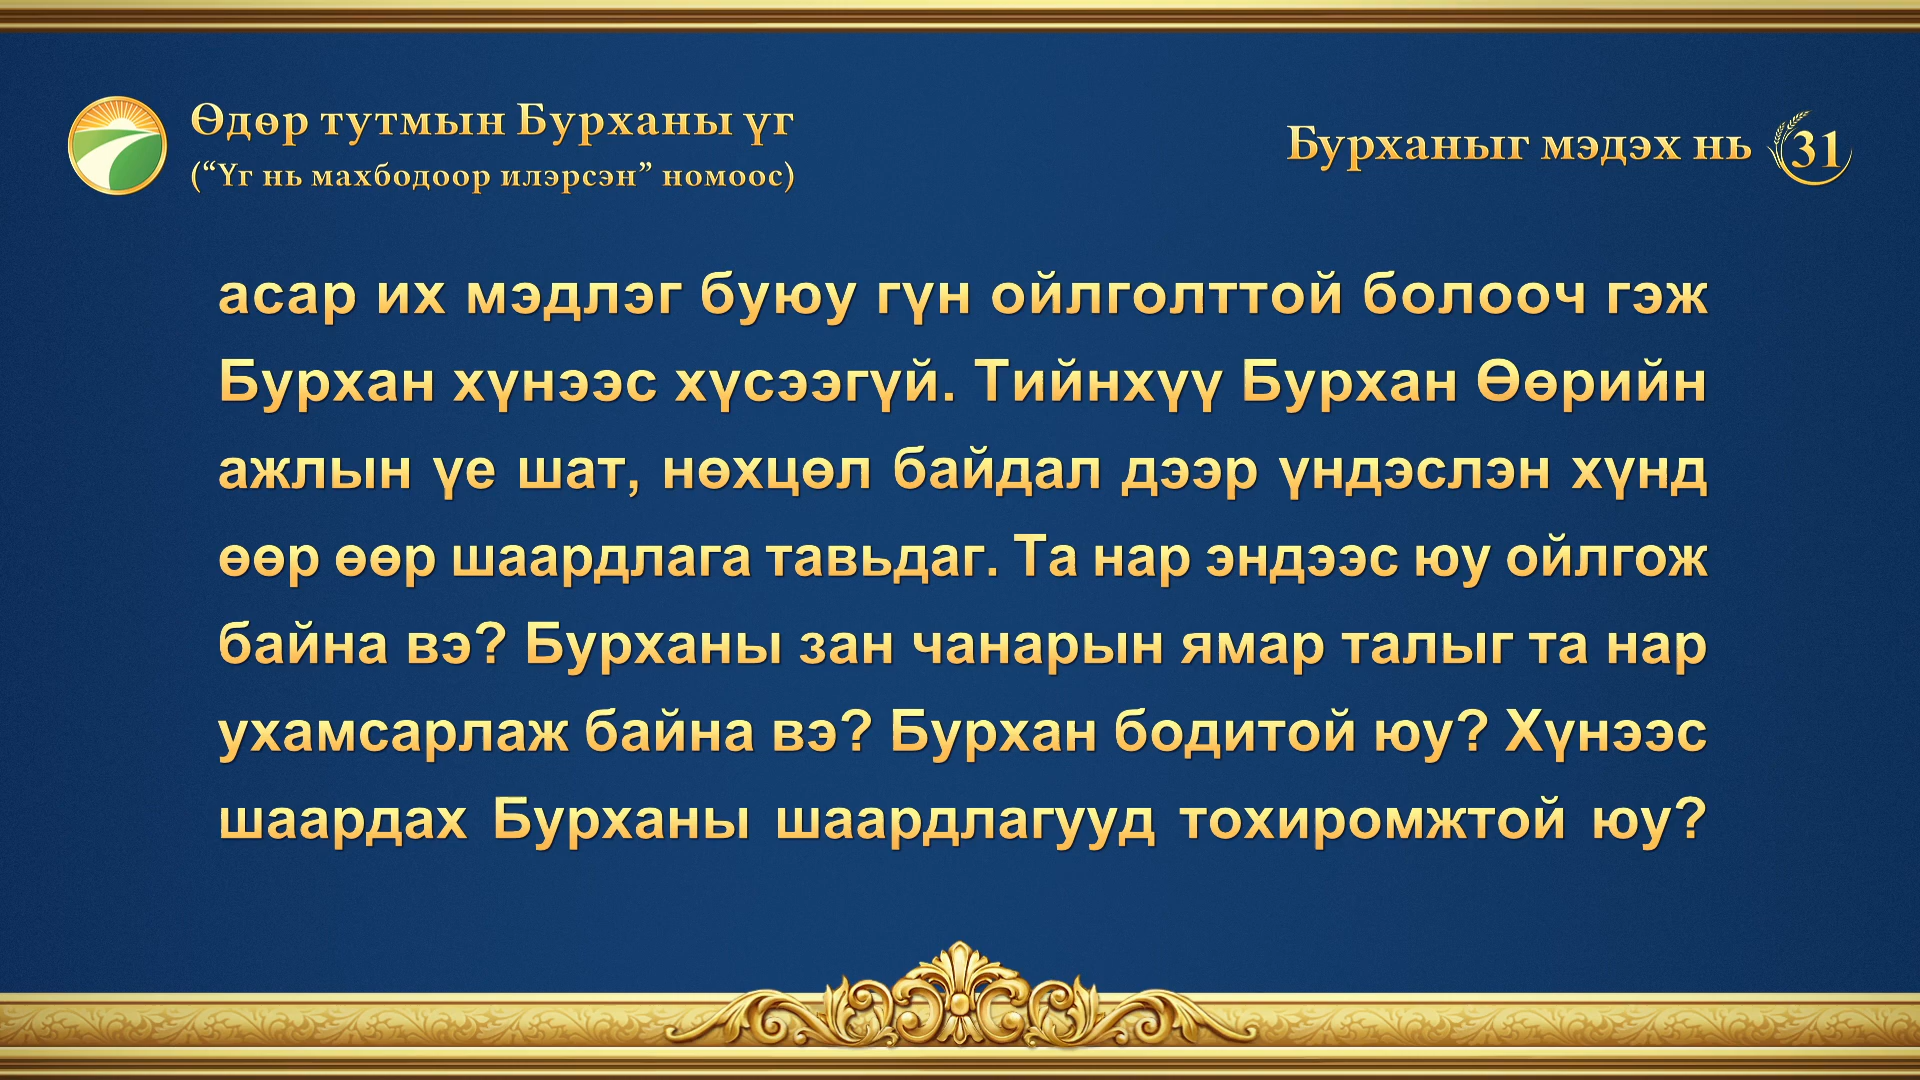 Өдөр тутмын Бурханы үг
(“Үг нь махбодоор илэрсэн” номоос)
Бурханыг мэдэх нь 31
асар их мэдлэг буюу гүн ойлголттой болооч гэж
Бурхан хүнээс хүсээгүй. Тийнхүү Бурхан Өөрийн
ажлын үе шат, нөхцөл байдал дээр үндэслэн хүнд
өөр өөр шаардлага тавьдаг. Та нар эндээс юу ойлгож
байна вэ? Бурханы зан чанарын ямар талыг та нар
ухамсарлаж байна вэ? Бурхан бодитой юу? Хүнээс
шаардах Бурханы шаардлагууд тохиромжтой юу?